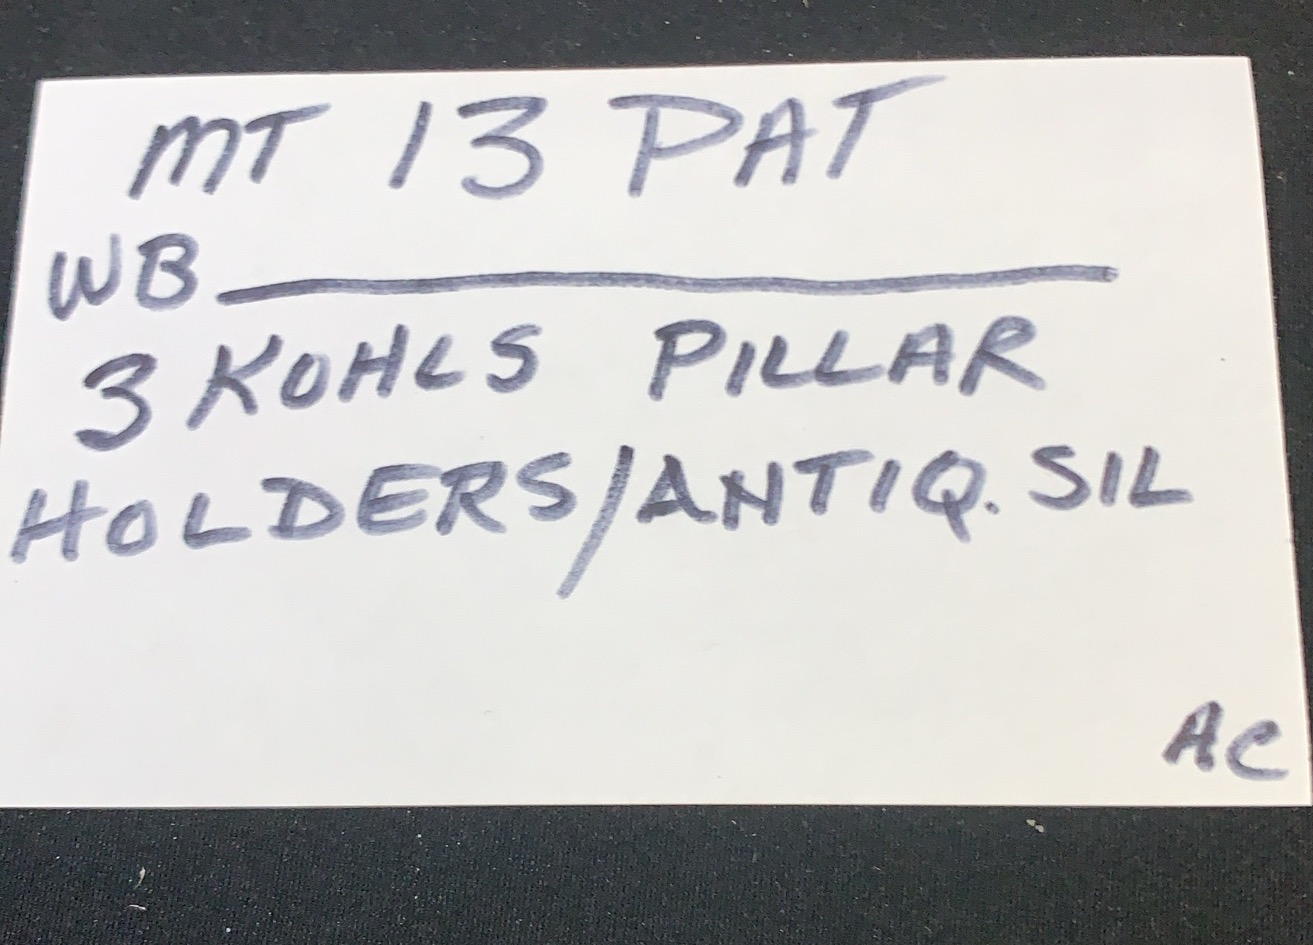 MT 13 PAT
WB
3 KOHLS PILLAR
HOLDERS/ANTIQ. SIL
AC